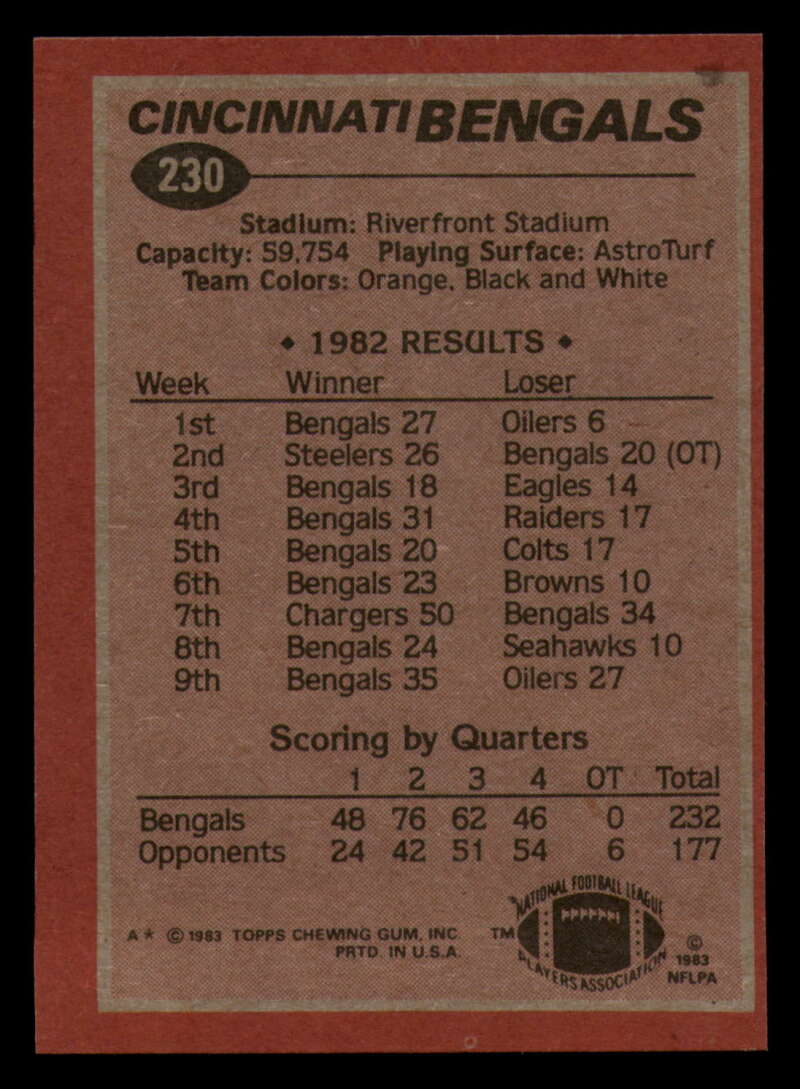 CINCINNATI BENGALS
230
Stadium: Riverfront Stadium
Capacity: 59,754 Playing Surface: AstroTurf
Team Colors: Orange, Black and White
◆ 1982 RESULTS ◆
Week Winner Loser
1st Bengals 27 Oilers 6
2nd Steelers 26 Bengals 20 (OT)
3rd Bengals 18 Eagles 14
4th Bengals 31 Raiders 17
5th Bengals 20 Colts 17
6th Bengals 23 Browns 10
7th Chargers 50 Bengals 34
8th Bengals 24 Seahawks 10
9th Bengals 35 Oilers 27
Scoring by Quarters
1 2 3 4 OT Total
Bengals 48 76 62 46 0 232
Opponents 24 42 51 54 6 177
A★ © 1983 TOPPS CHEWING GUM, INC.
PRTD. IN U.S.A.
TM
NATIONAL FOOTBALL LEAGUE
PLAYERS ASSOCIATION
© 1983
NFLPA